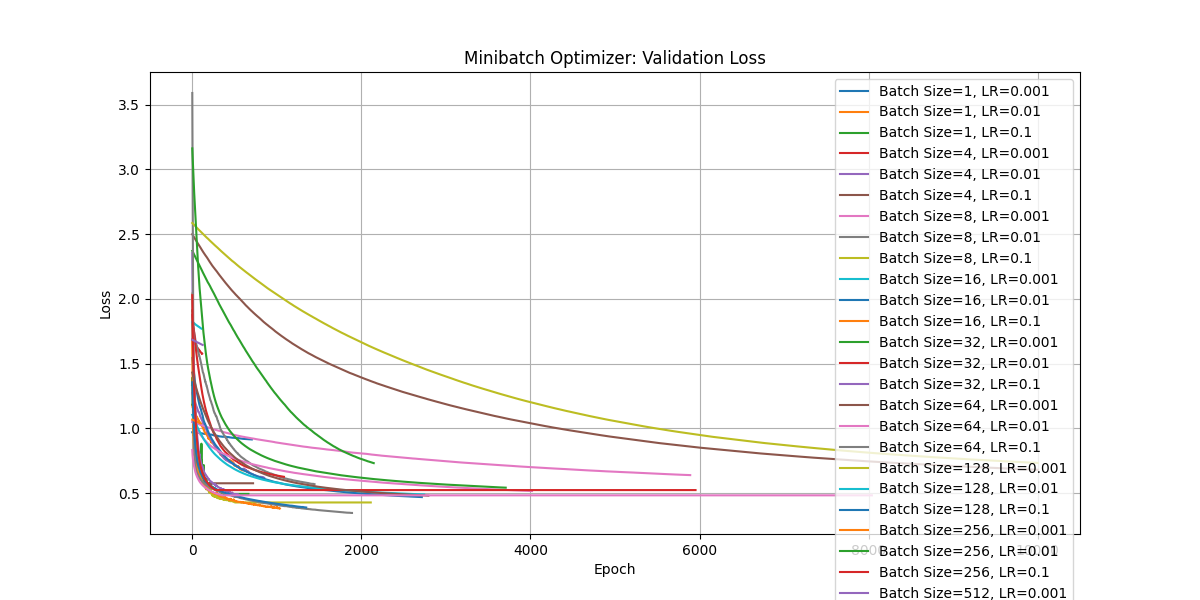 Minibatch Optimizer: Validation Loss
3.5
3.0
2.5
2.0
1.5
1.0
0.5
Loss
0
2000
4000
6000
8000
10000
Epoch
Batch Size=1, LR=0.001
Batch Size=1, LR=0.01
Batch Size=1, LR=0.1
Batch Size=4, LR=0.001
Batch Size=4, LR=0.01
Batch Size=4, LR=0.1
Batch Size=8, LR=0.001
Batch Size=8, LR=0.01
Batch Size=8, LR=0.1
Batch Size=16, LR=0.001
Batch Size=16, LR=0.01
Batch Size=16, LR=0.1
Batch Size=32, LR=0.001
Batch Size=32, LR=0.01
Batch Size=32, LR=0.1
Batch Size=64, LR=0.001
Batch Size=64, LR=0.01
Batch Size=64, LR=0.1
Batch Size=128, LR=0.001
Batch Size=128, LR=0.01
Batch Size=128, LR=0.1
Batch Size=256, LR=0.001
Batch Size=256, LR=0.01
Batch Size=256, LR=0.1
Batch Size=512, LR=0.001